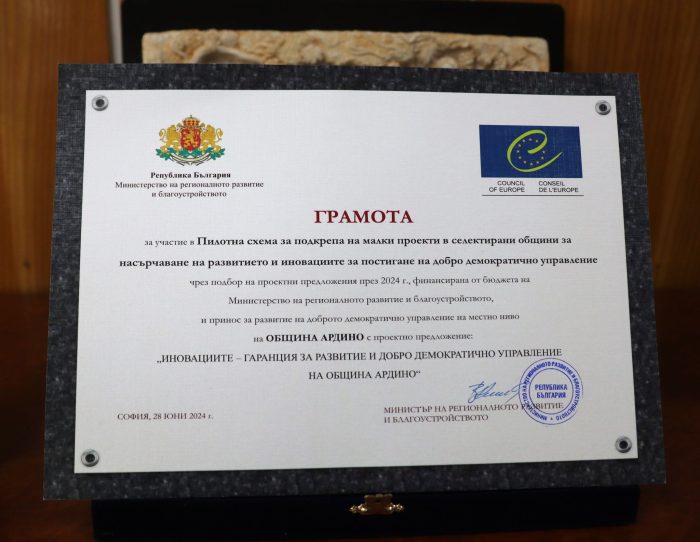 Република България
Министерство на регионалното развитие
и благоустройството
COUNCIL OF EUROPE
CONSEIL DE L'EUROPE
ГРАМОТА
за участие в Пилотна схема за подкрепа на малки проекти в селектирани общини за
насърчаване на развитието и иновациите за постигане на добро демократично управление
чрез подбор на проектни предложения през 2024 г., финансирана от бюджета на
Министерство на регионалното развитие и благоустройството,
и принос за развитие на доброто демократично управление на местно ниво
на ОБЩИНА АРДИНО с проектно предложение:
„ИНОВАЦИИТЕ – ГАРАНЦИЯ ЗА РАЗВИТИЕ И ДОБРО ДЕМОКРАТИЧНО УПРАВЛЕНИЕ
НА ОБЩИНА АРДИНО“
СОФИЯ, 28 ЮНИ 2024 г.
МИНИСТЪР НА РЕГИОНАЛНОТО РАЗВИТИЕ
И БЛАГОУСТРОЙСТВОТО
РЕПУБЛИКА
БЪЛГАРИЯ